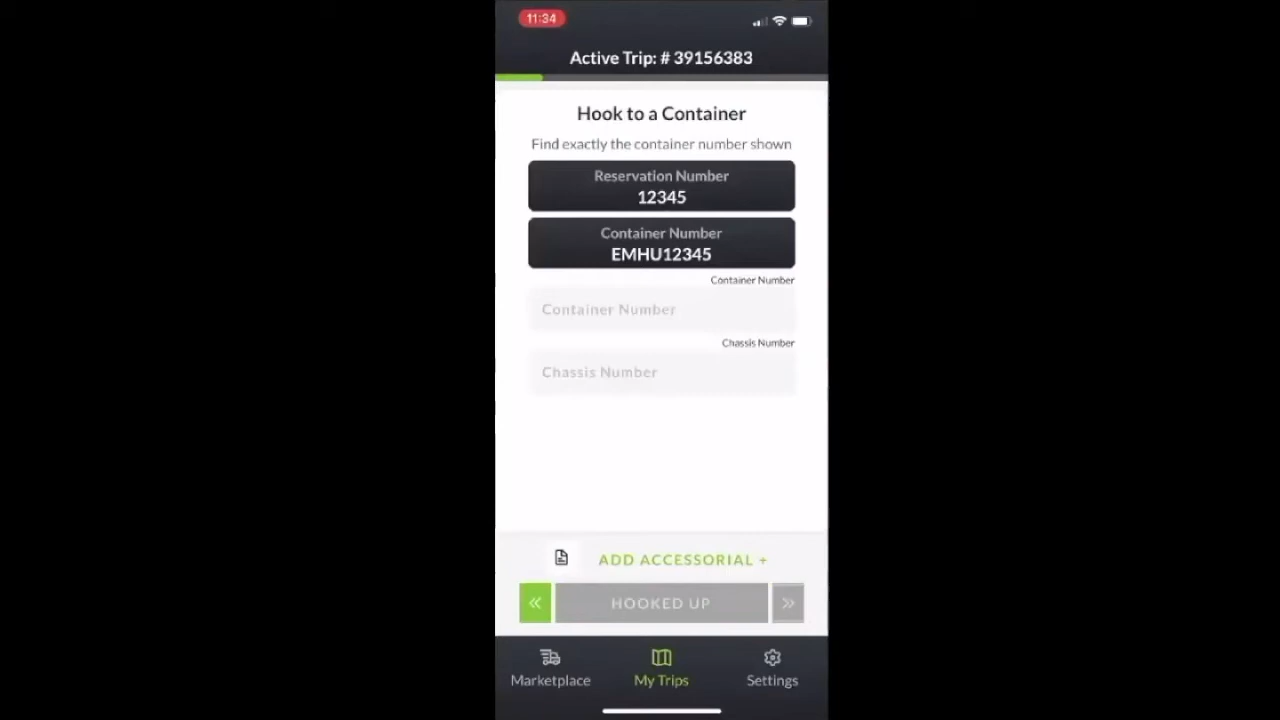 11:34
Active Trip: # 39156383
Hook to a Container
Find exactly the container number shown
Reservation Number
12345
Container Number
EMHU12345
Container Number
Container Number
Chassis Number
Chassis Number
ADD ACCESSORIAL +
« HOOKED UP »
Marketplace My Trips Settings